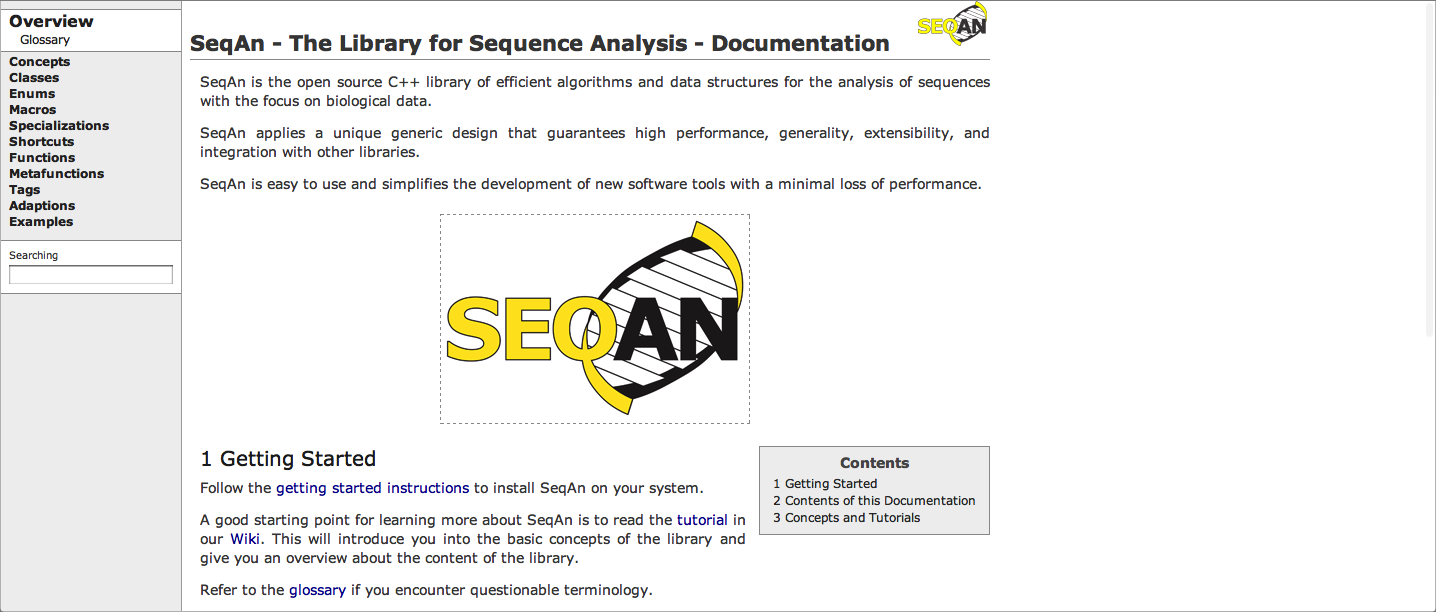 Overview
Glossary
Concepts
Classes
Enums
Macros
Specializations
Shortcuts
Functions
Metafunctions
Tags
Adaptions
Examples
Searching
SeqAn - The Library for Sequence Analysis - Documentation
SEQAN
SeqAn is the open source C++ library of efficient algorithms and data structures for the analysis of sequences
with the focus on biological data.
SeqAn applies a unique generic design that guarantees high performance, generality, extensibility, and
integration with other libraries.
SeqAn is easy to use and simplifies the development of new software tools with a minimal loss of performance.
SEQAN
1 Getting Started
Follow the getting started instructions to install SeqAn on your system.
A good starting point for learning more about SeqAn is to read the tutorial in
our Wiki. This will introduce you into the basic concepts of the library and
give you an overview about the content of the library.
Refer to the glossary if you encounter questionable terminology.
Contents
1 Getting Started
2 Contents of this Documentation
3 Concepts and Tutorials